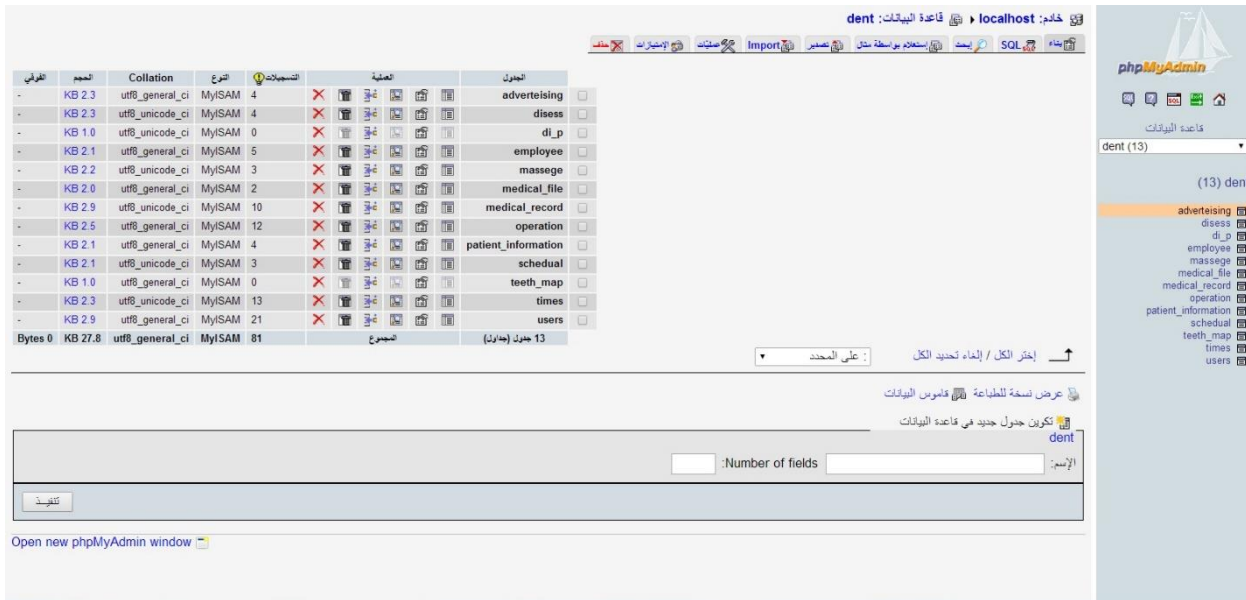 خادم: localhost ▸ قاعدة البيانات: dent
بناء SQL إبحث إستعلام بواسطة مثال تصدير Import عمليات الإمتيازات حذف
الجدول العملية التسجيلات النوع Collation الحجم الفوقي
adverteising 4 MyISAM utf8_general_ci 2.3 KB -
disess 4 MyISAM utf8_unicode_ci 2.3 KB -
di_p 0 MyISAM utf8_general_ci 1.0 KB -
employee 5 MyISAM utf8_general_ci 2.1 KB -
massege 3 MyISAM utf8_unicode_ci 2.2 KB -
medical_file 2 MyISAM utf8_general_ci 2.0 KB -
medical_record 10 MyISAM utf8_unicode_ci 2.9 KB -
operation 12 MyISAM utf8_general_ci 2.5 KB -
patient_information 4 MyISAM utf8_general_ci 2.1 KB -
schedual 3 MyISAM utf8_unicode_ci 2.1 KB -
teeth_map 0 MyISAM utf8_general_ci 1.0 KB -
times 13 MyISAM utf8_unicode_ci 2.3 KB -
users 21 MyISAM utf8_general_ci 2.9 KB -
13 جدول (جداول) المجموع 81 MyISAM utf8_general_ci 27.8 KB 0 Bytes
إختر الكل / إلغاء تحديد الكل : على المحدد
عرض نسخة للطباعة قاموس البيانات
تكوين جدول جديد في قاعدة البيانات
dent
الإسم: Number of fields:
تنفيـذ
Open new phpMyAdmin window
phpMyAdmin
SQL
قاعدة البيانات
dent (13)
dent (13)
adverteising
disess
di_p
employee
massege
medical_file
medical_record
operation
patient_information
schedual
teeth_map
times
users